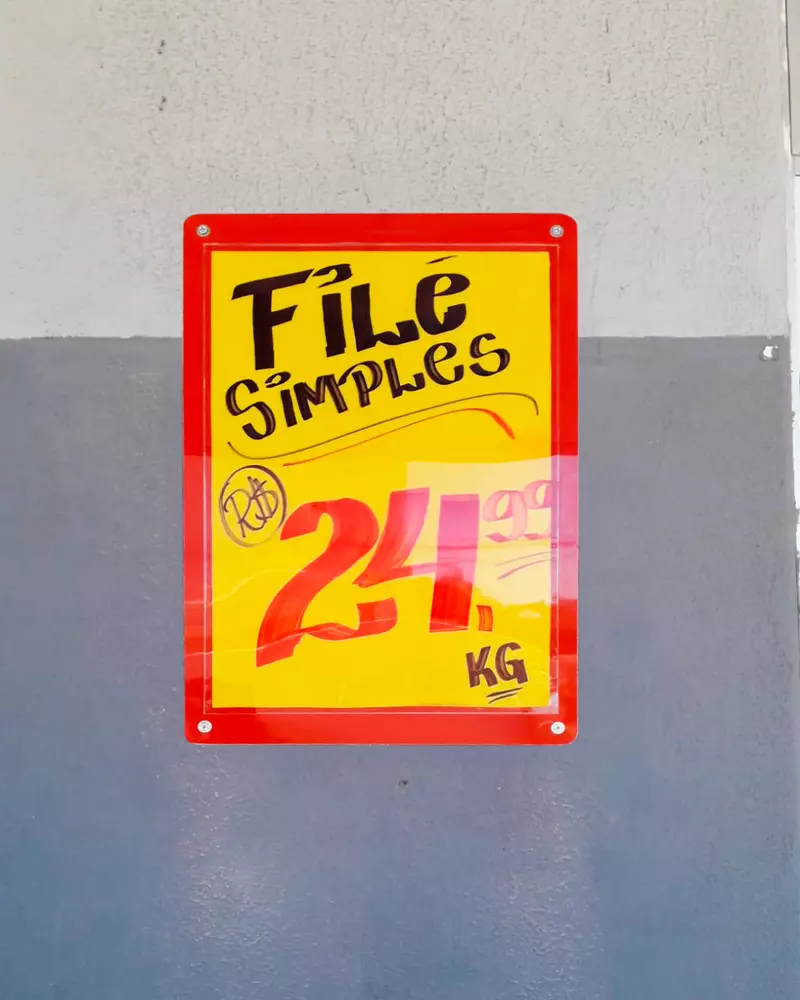 FiLé
SiMPLES
R$ 24,99
KG